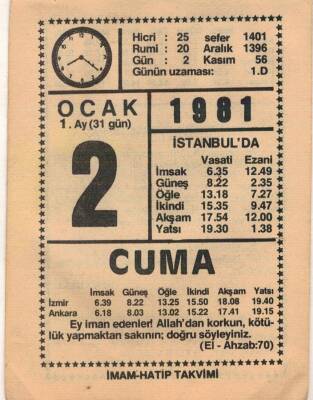 Hicri : 25 sefer 1401
Rumi : 20 Aralık 1396
Gün : 2 Kasım 56
Günün uzaması: 1.D
OCAK
1. Ay (31 gün)
1981
2
İSTANBUL'DA
Vasati Ezani
İmsak 6.35 12.49
Güneş 8.22 2.35
Öğle 13.18 7.27
İkindi 15.35 9.47
Akşam 17.54 12.00
Yatsı 19.30 1.38
CUMA
İmsak Güneş Öğle İkindi Akşam Yatsı
İzmir 6.39 8.22 13.25 15.50 18.08 19.40
Ankara 6.18 8.03 13.02 15.22 17.41 19.15
Ey iman edenler! Allah'dan korkun, kötü-
lük yapmaktan sakının; doğru söyleyiniz.
(El - Ahzab:70)
İMAM-HATİP TAKVİMİ